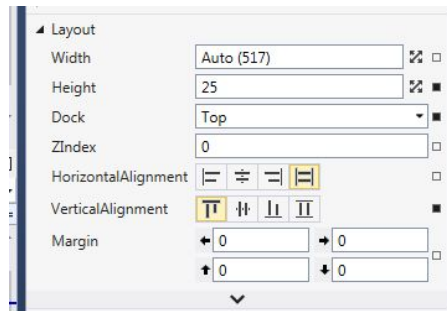 Layout
Width Auto (517)
Height 25
Dock Top
ZIndex 0
HorizontalAlignment
VerticalAlignment
Margin 0 0
0 0